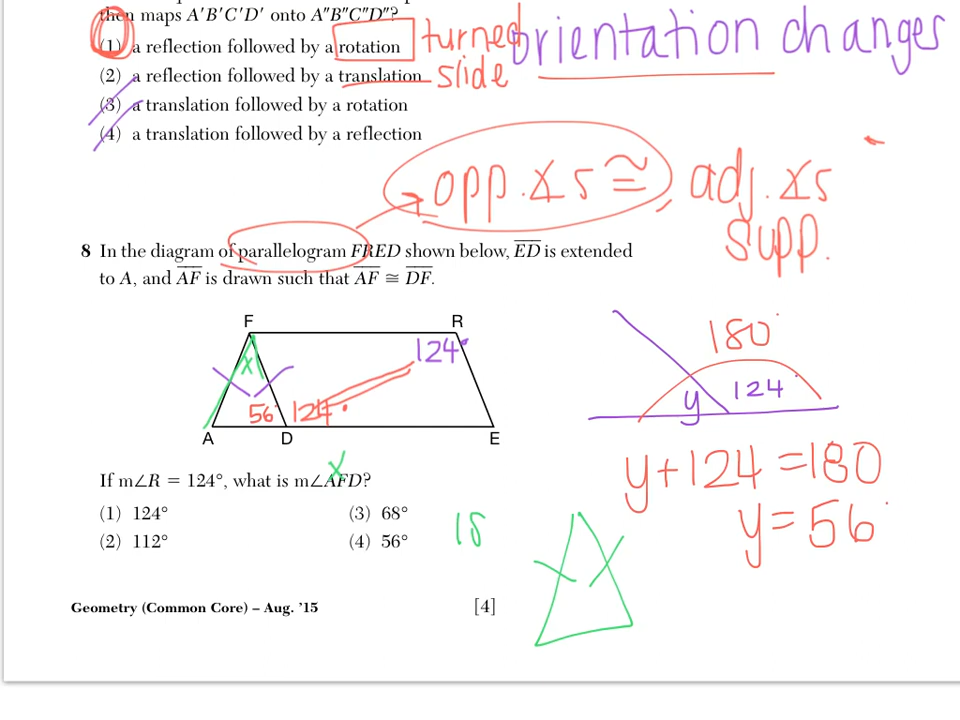 then maps A′B′C′D′ onto A″B″C″D″?
(1) a reflection followed by a rotation
turned orientation changes
(2) a reflection followed by a translation
slide
(3) a translation followed by a rotation
(4) a translation followed by a reflection
opp. ∡s ≅, adj. ∡s
supp.
8 In the diagram of parallelogram FRED shown below, ED is extended
to A, and AF is drawn such that AF ≅ DF.
F R
180°
x 124°
y 124
56° 124°
A D E
y + 124 = 180
x
If m∠R = 124°, what is m∠AFD?
y = 56°
(1) 124° (3) 68°
(2) 112° (4) 56°
18
Geometry (Common Core) – Aug. ’15 [4]